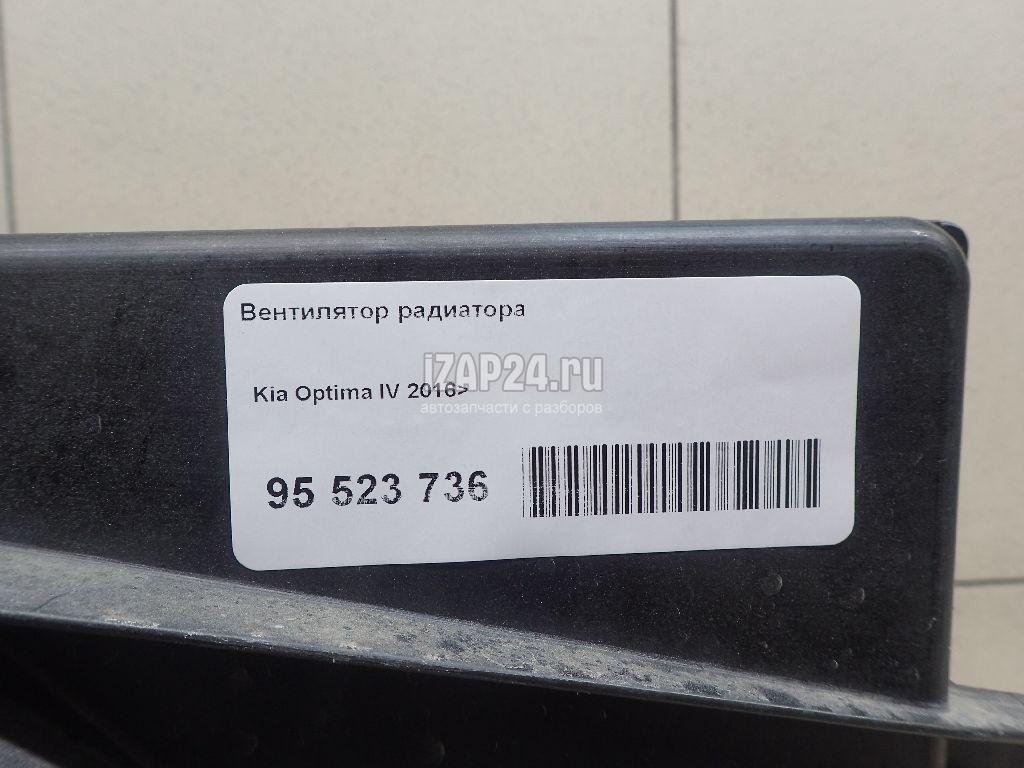 Вентилятор радиатора
iZAP24.ru
Kia Optima IV 2016>
автозапчасти с разборов
95 523 736